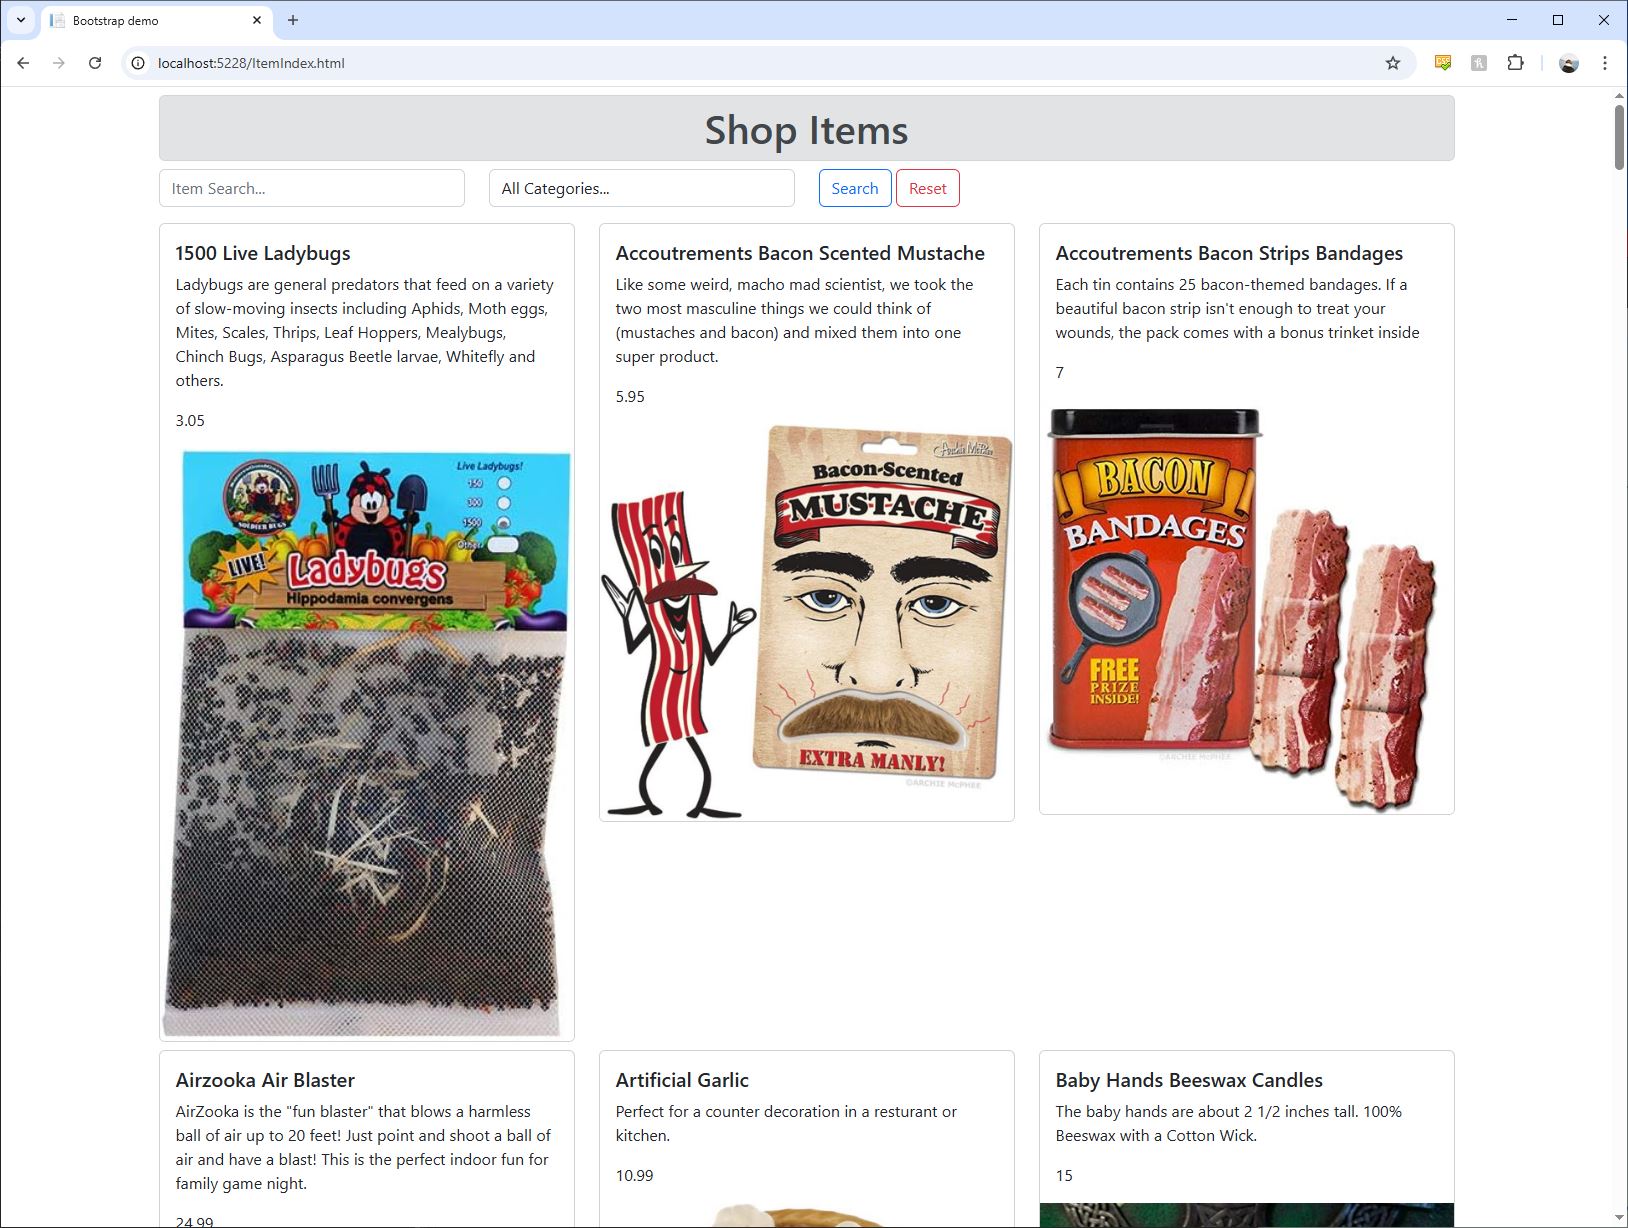 Bootstrap demo
localhost:5228/ItemIndex.html
Shop Items
Item Search...
All Categories...
Search
Reset
1500 Live Ladybugs
Ladybugs are general predators that feed on a variety
of slow-moving insects including Aphids, Moth eggs,
Mites, Scales, Thrips, Leaf Hoppers, Mealybugs,
Chinch Bugs, Asparagus Beetle larvae, Whitefly and
others.
3.05
Live Ladybugs!
150
300
1500
Other
SOLDIER BUGS
LIVE!
Ladybugs
Hippodamia convergens
Accoutrements Bacon Scented Mustache
Like some weird, macho mad scientist, we took the
two most masculine things we could think of
(mustaches and bacon) and mixed them into one
super product.
5.95
Archie McPhee
Bacon-Scented
MUSTACHE
EXTRA MANLY!
©ARCHIE McPHEE
Accoutrements Bacon Strips Bandages
Each tin contains 25 bacon-themed bandages. If a
beautiful bacon strip isn't enough to treat your
wounds, the pack comes with a bonus trinket inside
7
BACON
BANDAGES
FREE
PRIZE
INSIDE!
©ARCHIE McPHEE
Airzooka Air Blaster
AirZooka is the "fun blaster" that blows a harmless
ball of air up to 20 feet! Just point and shoot a ball of
air and have a blast! This is the perfect indoor fun for
family game night.
24.99
Artificial Garlic
Perfect for a counter decoration in a resturant or
kitchen.
10.99
Baby Hands Beeswax Candles
The baby hands are about 2 1/2 inches tall. 100%
Beeswax with a Cotton Wick.
15